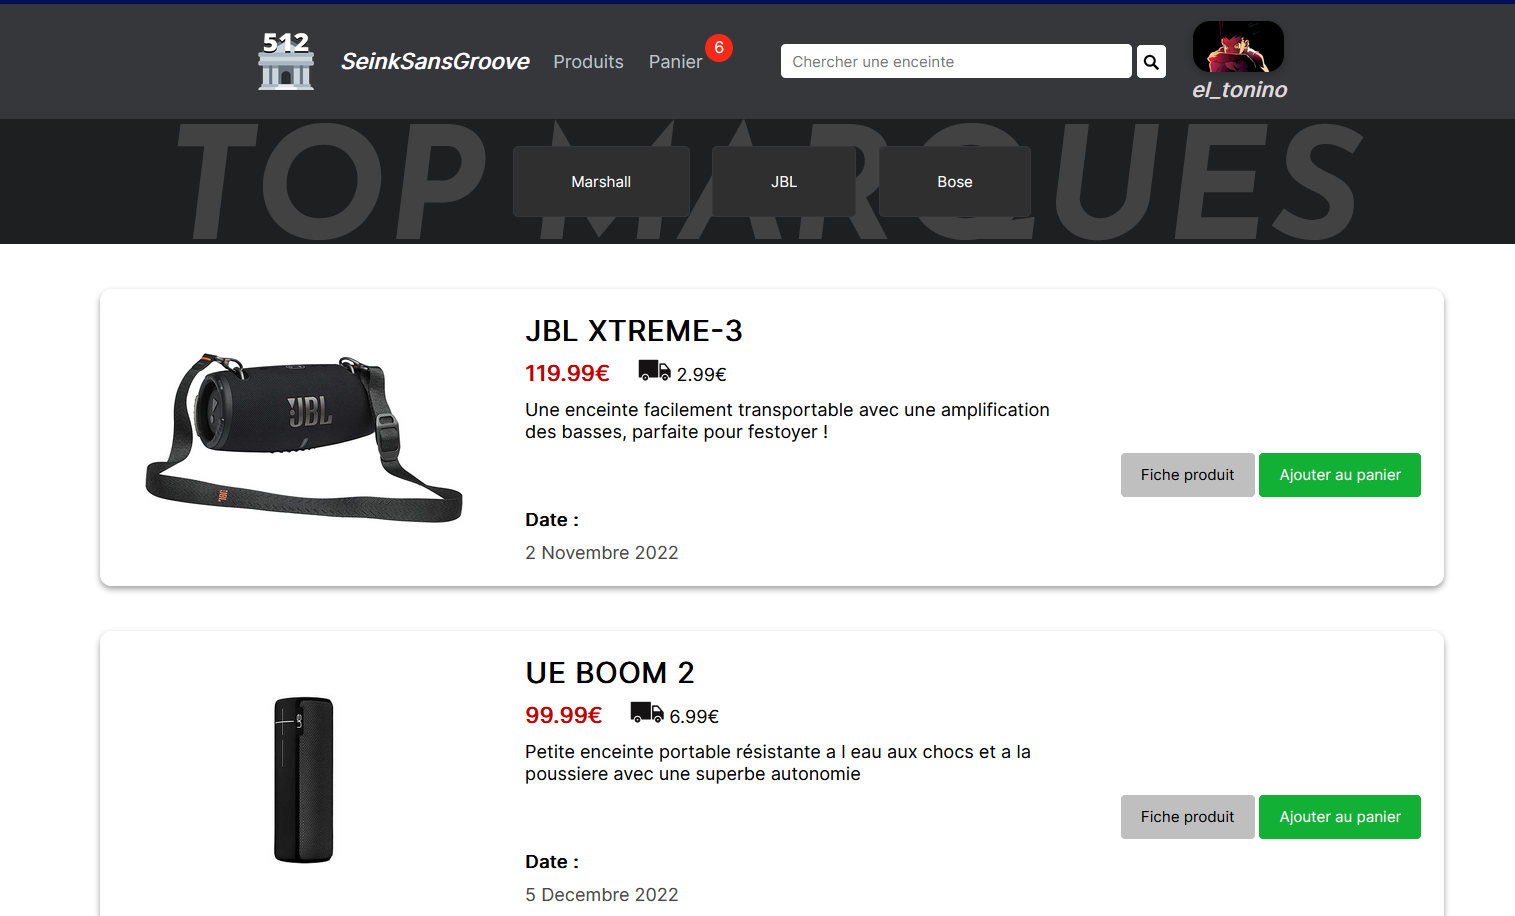 512
SeinkSansGroove
Produits
Panier
6
Chercher une enceinte
el_tonino
TOP MARQUES
Marshall
JBL
Bose
JBL
JBL
JBL XTREME-3
119.99€
2.99€
Une enceinte facilement transportable avec une amplification
des basses, parfaite pour festoyer !
Fiche produit
Ajouter au panier
Date :
2 Novembre 2022
UE BOOM 2
99.99€
6.99€
Petite enceinte portable résistante a l eau aux chocs et a la
poussiere avec une superbe autonomie
Fiche produit
Ajouter au panier
Date :
5 Decembre 2022